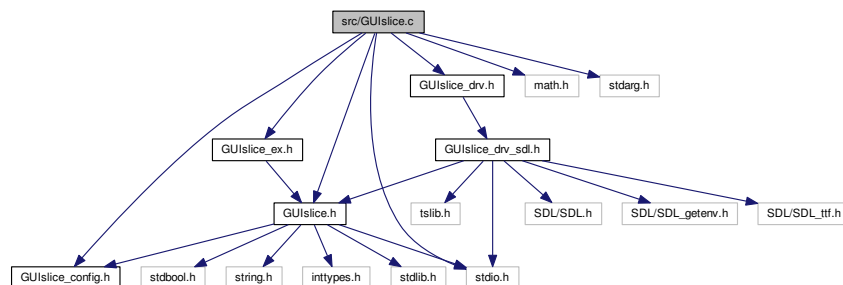 src/GUIslice.c
GUIslice_drv.h
math.h
stdarg.h
GUIslice_ex.h
GUIslice_drv_sdl.h
GUIslice.h
tslib.h
SDL/SDL.h
SDL/SDL_getenv.h
SDL/SDL_ttf.h
GUIslice_config.h
stdbool.h
string.h
inttypes.h
stdlib.h
stdio.h